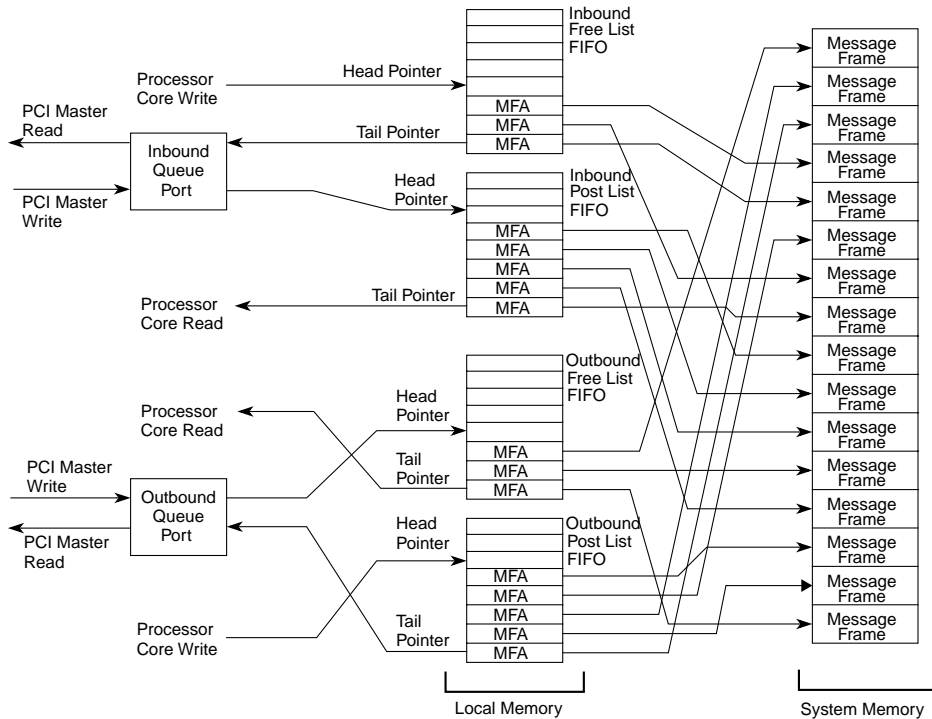 Inbound
Free List
FIFO
Processor
Core Write
Head Pointer
PCI Master
Read
Tail Pointer
MFA
MFA
MFA
Inbound
Queue
Port
PCI Master
Write
Head
Pointer
Inbound
Post List
FIFO
MFA
MFA
MFA
MFA
MFA
Processor
Core Read
Tail Pointer
Outbound
Free List
FIFO
Processor
Core Read
Head
Pointer
Tail
Pointer
MFA
MFA
MFA
PCI Master
Write
Outbound
Queue
Port
PCI Master
Read
Head
Pointer
Outbound
Post List
FIFO
MFA
MFA
MFA
MFA
MFA
Processor
Core Write
Tail
Pointer
Message
Frame
Message
Frame
Message
Frame
Message
Frame
Message
Frame
Message
Frame
Message
Frame
Message
Frame
Message
Frame
Message
Frame
Message
Frame
Message
Frame
Message
Frame
Message
Frame
Message
Frame
Message
Frame
Local Memory
System Memory